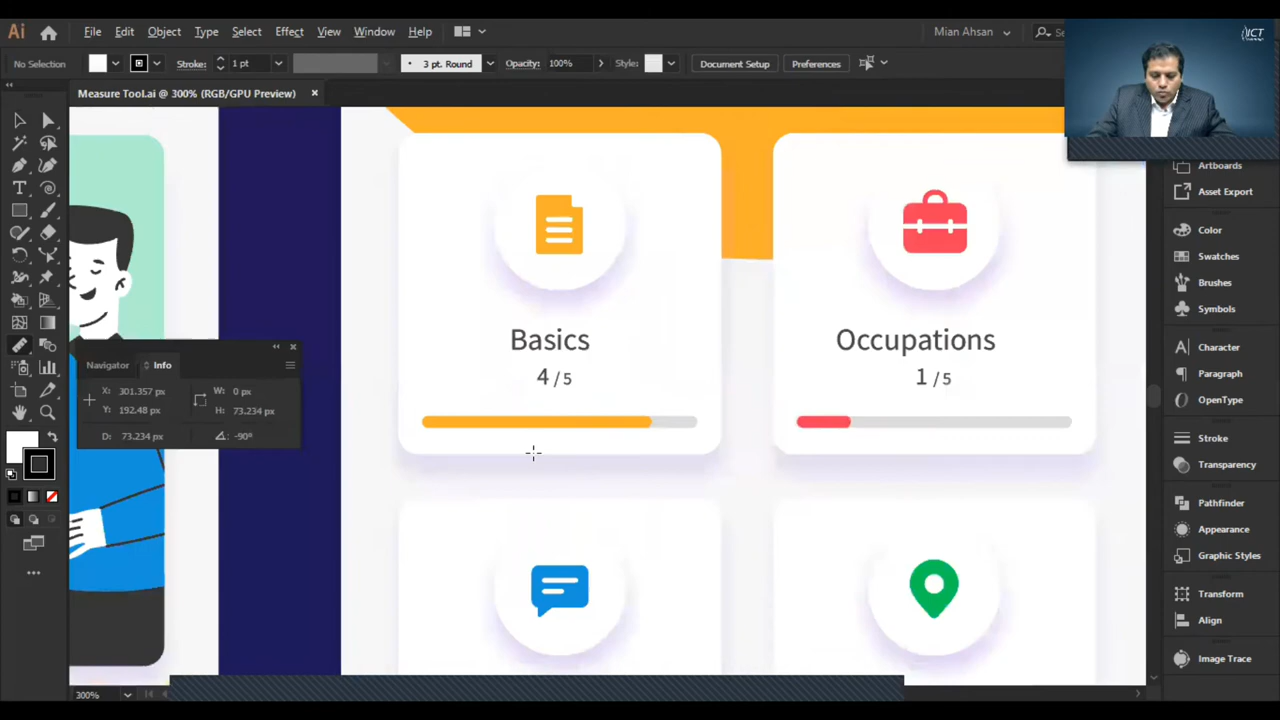 Ai File Edit Object Type Select Effect View Window Help Mian Ahsan
ICT
No Selection Stroke: 1 pt 3 pt. Round Opacity: 100% Style: Document Setup Preferences
Measure Tool.ai @ 300% (RGB/GPU Preview)
Artboards
Asset Export
Color
Swatches
Brushes
Symbols
Character
Paragraph
OpenType
Stroke
Transparency
Pathfinder
Appearance
Graphic Styles
Transform
Align
Image Trace
Navigator Info
X: 301.357 px W: 0 px
Y: 192.48 px H: 73.234 px
D: 73.234 px -90°
Basics
4 / 5
Occupations
1 / 5
300%